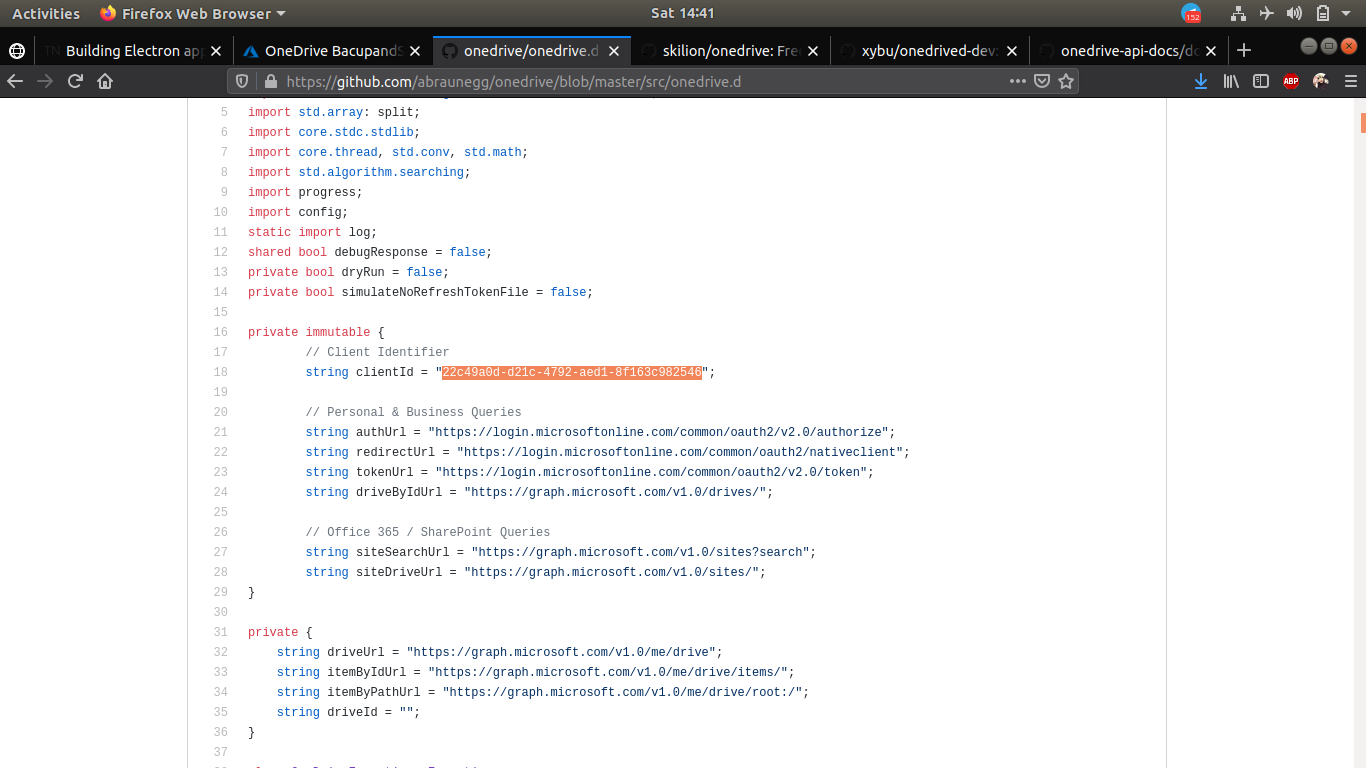 Activities Firefox Web Browser Sat 14:41 152
TN Building Electron app OneDrive BacupandS onedrive/onedrive.d skilion/onedrive: Free xybu/onedrived-dev: onedrive-api-docs/do
https://github.com/abraunegg/onedrive/blob/master/src/onedrive.d ABP
5 import std.array: split;
6 import core.stdc.stdlib;
7 import core.thread, std.conv, std.math;
8 import std.algorithm.searching;
9 import progress;
10 import config;
11 static import log;
12 shared bool debugResponse = false;
13 private bool dryRun = false;
14 private bool simulateNoRefreshTokenFile = false;
15
16 private immutable {
17 // Client Identifier
18 string clientId = "22c49a0d-d21c-4792-aed1-8f163c982546";
19
20 // Personal & Business Queries
21 string authUrl = "https://login.microsoftonline.com/common/oauth2/v2.0/authorize";
22 string redirectUrl = "https://login.microsoftonline.com/common/oauth2/nativeclient";
23 string tokenUrl = "https://login.microsoftonline.com/common/oauth2/v2.0/token";
24 string driveByIdUrl = "https://graph.microsoft.com/v1.0/drives/";
25
26 // Office 365 / SharePoint Queries
27 string siteSearchUrl = "https://graph.microsoft.com/v1.0/sites?search";
28 string siteDriveUrl = "https://graph.microsoft.com/v1.0/sites/";
29 }
30
31 private {
32 string driveUrl = "https://graph.microsoft.com/v1.0/me/drive";
33 string itemByIdUrl = "https://graph.microsoft.com/v1.0/me/drive/items/";
34 string itemByPathUrl = "https://graph.microsoft.com/v1.0/me/drive/root:/";
35 string driveId = "";
36 }
37